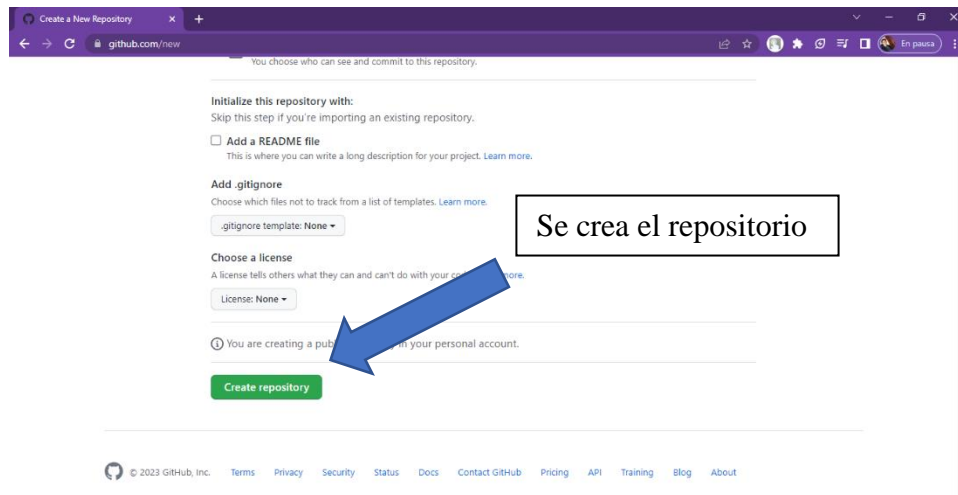 Create a New Repository
github.com/new
En pausa
You choose who can see and commit to this repository.
Initialize this repository with:
Skip this step if you're importing an existing repository.
Add a README file
This is where you can write a long description for your project. Learn more.
Add .gitignore
Choose which files not to track from a list of templates. Learn more.
.gitignore template: None
Se crea el repositorio
Choose a license
A license tells others what they can and can't do with your
License: None
You are creating a in your personal account.
Create repository
© 2023 GitHub, Inc. Terms Privacy Security Status Docs Contact GitHub Pricing API Training Blog About